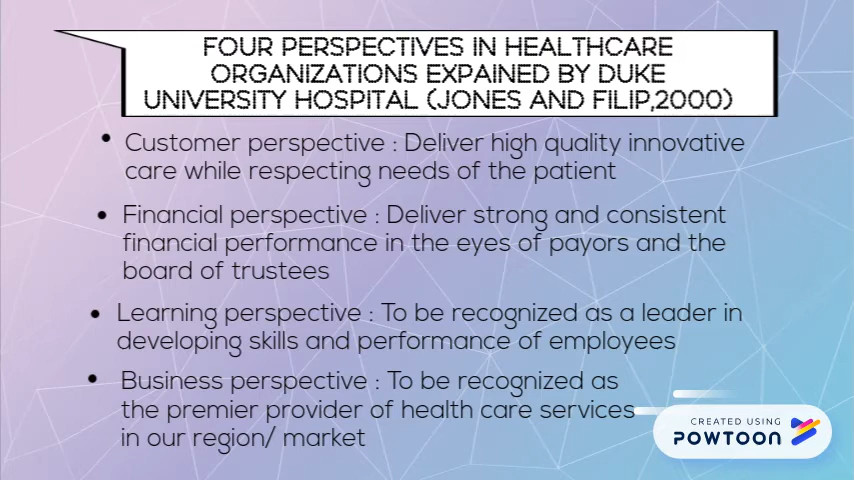 FOUR PERSPECTIVES IN HEALTHCARE
ORGANIZATIONS EXPAINED BY DUKE
UNIVERSITY HOSPITAL (JONES AND FILIP,2000)
• Customer perspective : Deliver high quality innovative
care while respecting needs of the patient
• Financial perspective : Deliver strong and consistent
financial performance in the eyes of payors and the
board of trustees
• Learning perspective : To be recognized as a leader in
developing skills and performance of employees
• Business perspective : To be recognized as
the premier provider of health care services
in our region/ market
CREATED USING
POWTOON